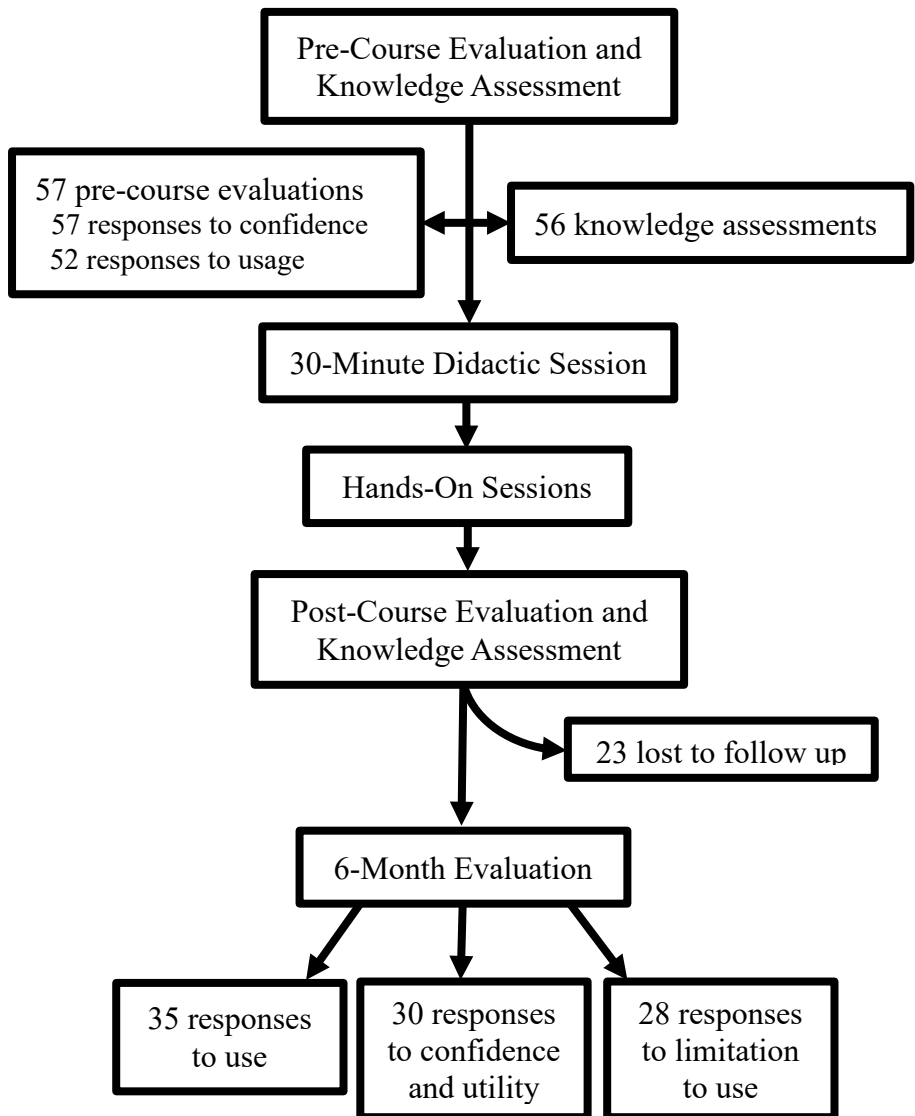 Pre-Course Evaluation and
Knowledge Assessment
57 pre-course evaluations
57 responses to confidence
52 responses to usage
56 knowledge assessments
30-Minute Didactic Session
Hands-On Sessions
Post-Course Evaluation and
Knowledge Assessment
23 lost to follow up
6-Month Evaluation
35 responses
to use
30 responses
to confidence
and utility
28 responses
to limitation
to use